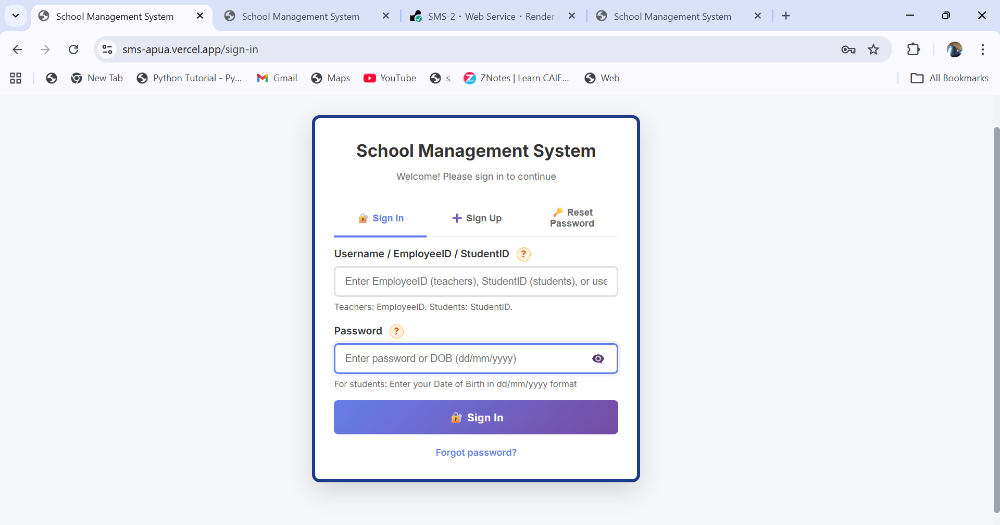 School Management System
School Management System
SMS-2 · Web Service · Render
School Management System
sms-apua.vercel.app/sign-in
New Tab
Python Tutorial - Py...
Gmail
Maps
YouTube
s
ZNotes | Learn CAIE...
Web
All Bookmarks
School Management System
Welcome! Please sign in to continue
Sign In
Sign Up
Reset
Password
Username / EmployeeID / StudentID ?
Enter EmployeeID (teachers), StudentID (students), or use
Teachers: EmployeeID. Students: StudentID.
Password ?
Enter password or DOB (dd/mm/yyyy)
For students: Enter your Date of Birth in dd/mm/yyyy format
Sign In
Forgot password?